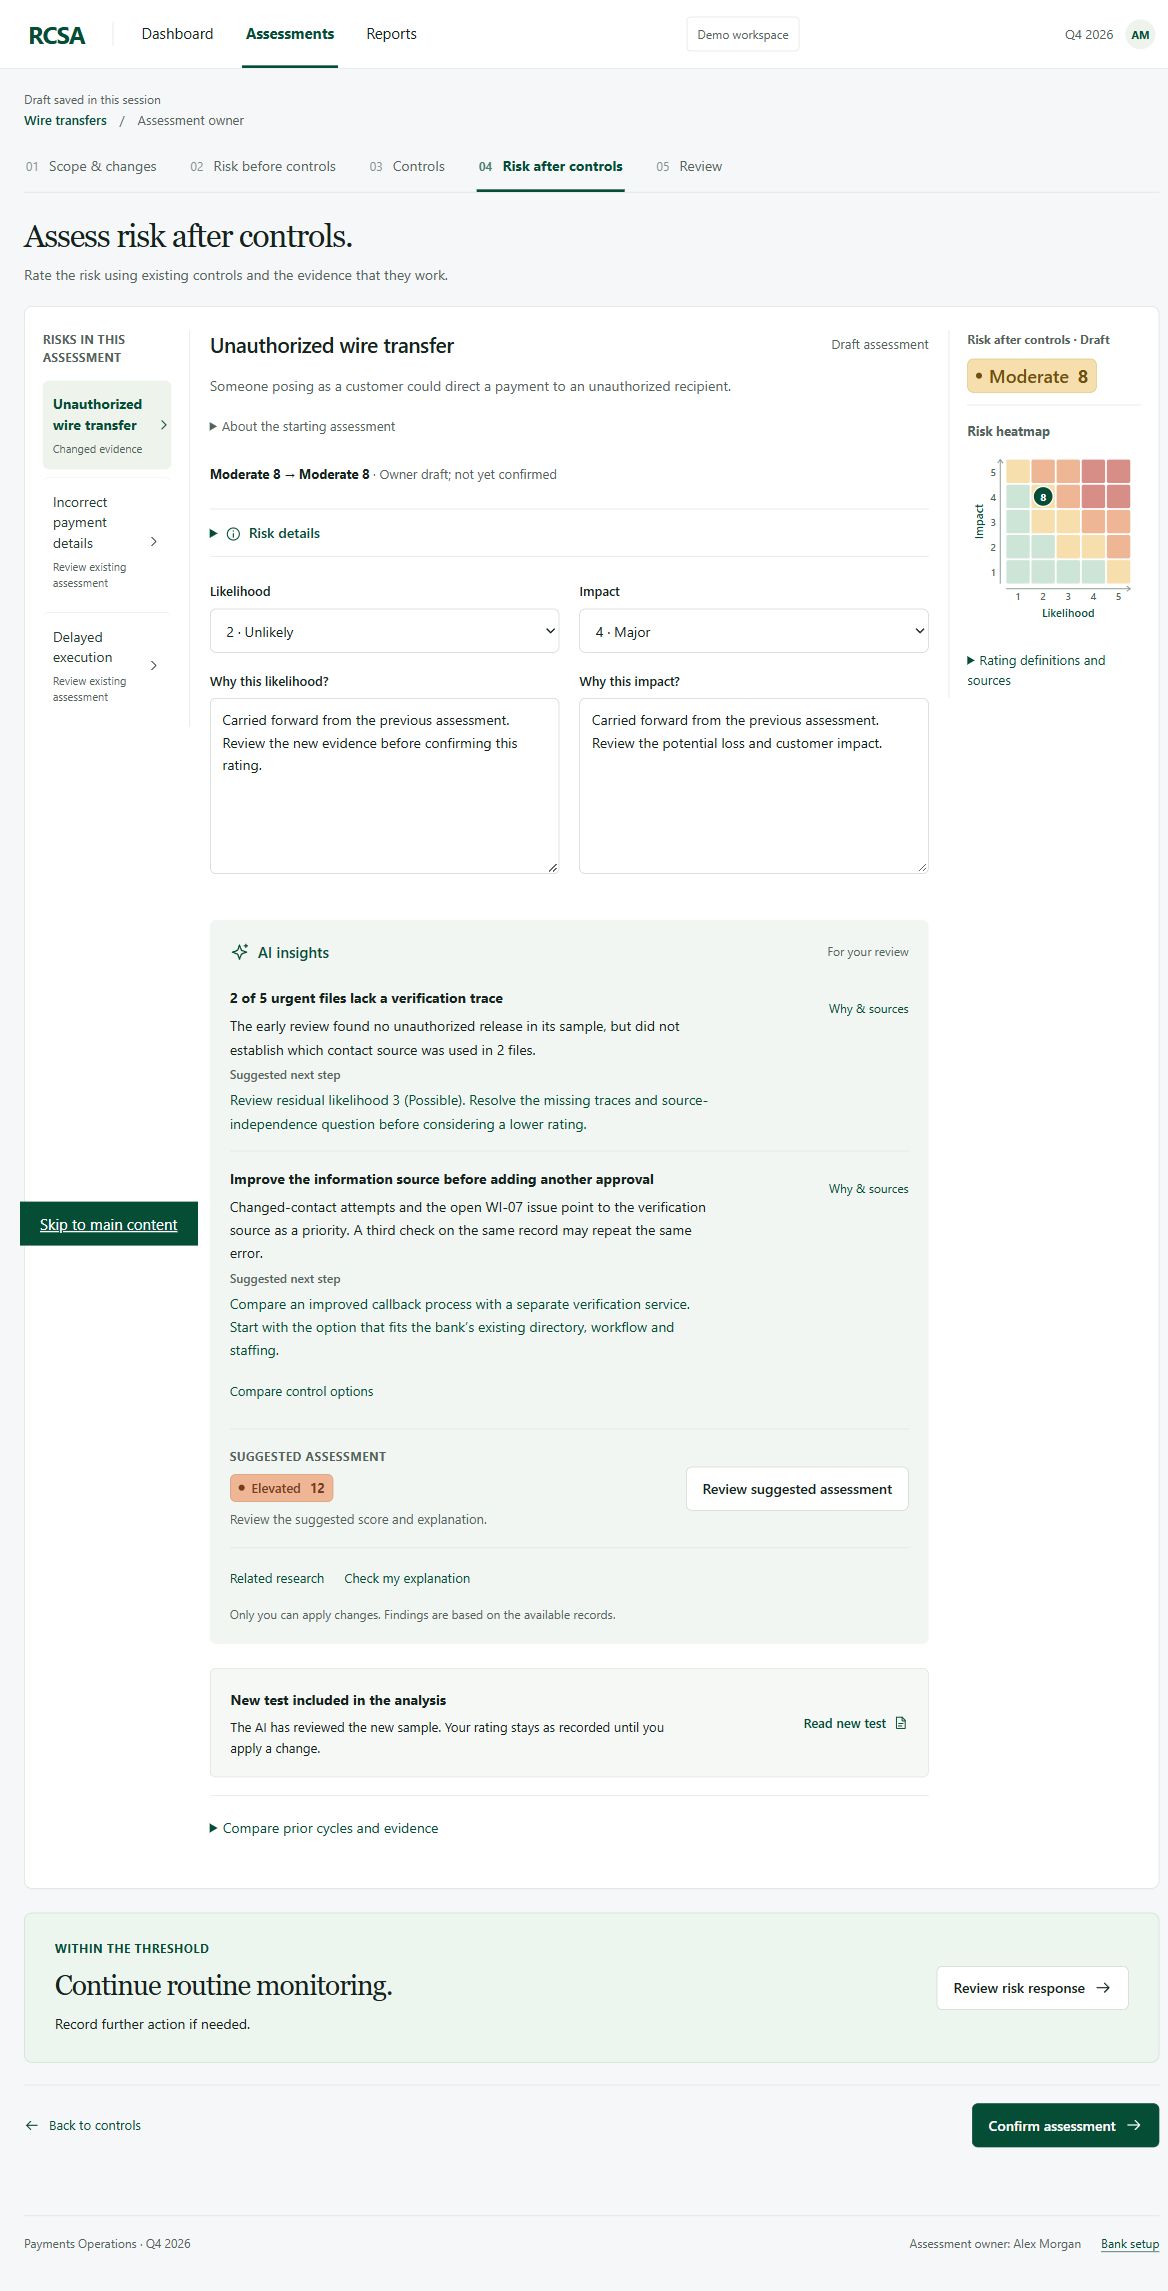 RCSA
Dashboard
Assessments
Reports
Demo workspace
Q4 2026
AM
Draft saved in this session
Wire transfers / Assessment owner
01 Scope & changes
02 Risk before controls
03 Controls
04 Risk after controls
05 Review
Assess risk after controls.
Rate the risk using existing controls and the evidence that they work.
RISKS IN THIS
ASSESSMENT
Unauthorized
wire transfer
Changed evidence
Incorrect
payment
details
Review existing
assessment
Delayed
execution
Review existing
assessment
Unauthorized wire transfer
Draft assessment
Someone posing as a customer could direct a payment to an unauthorized recipient.
About the starting assessment
Moderate 8 → Moderate 8 · Owner draft; not yet confirmed
Risk details
Likelihood
2 · Unlikely
Impact
4 · Major
Why this likelihood?
Carried forward from the previous assessment.
Review the new evidence before confirming this
rating.
Why this impact?
Carried forward from the previous assessment.
Review the potential loss and customer impact.
Risk after controls · Draft
• Moderate 8
Risk heatmap
Impact
5
4
3
2
1
8
1 2 3 4 5
Likelihood
Rating definitions and
sources
AI insights
For your review
2 of 5 urgent files lack a verification trace
Why & sources
The early review found no unauthorized release in its sample, but did not
establish which contact source was used in 2 files.
Suggested next step
Review residual likelihood 3 (Possible). Resolve the missing traces and source-
independence question before considering a lower rating.
Improve the information source before adding another approval
Why & sources
Changed-contact attempts and the open WI-07 issue point to the verification
source as a priority. A third check on the same record may repeat the same
error.
Suggested next step
Compare an improved callback process with a separate verification service.
Start with the option that fits the bank's existing directory, workflow and
staffing.
Compare control options
Skip to main content
SUGGESTED ASSESSMENT
• Elevated 12
Review the suggested score and explanation.
Review suggested assessment
Related research
Check my explanation
Only you can apply changes. Findings are based on the available records.
New test included in the analysis
The AI has reviewed the new sample. Your rating stays as recorded until you
apply a change.
Read new test
Compare prior cycles and evidence
WITHIN THE THRESHOLD
Continue routine monitoring.
Record further action if needed.
Review risk response →
← Back to controls
Confirm assessment →
Payments Operations · Q4 2026
Assessment owner: Alex Morgan
Bank setup